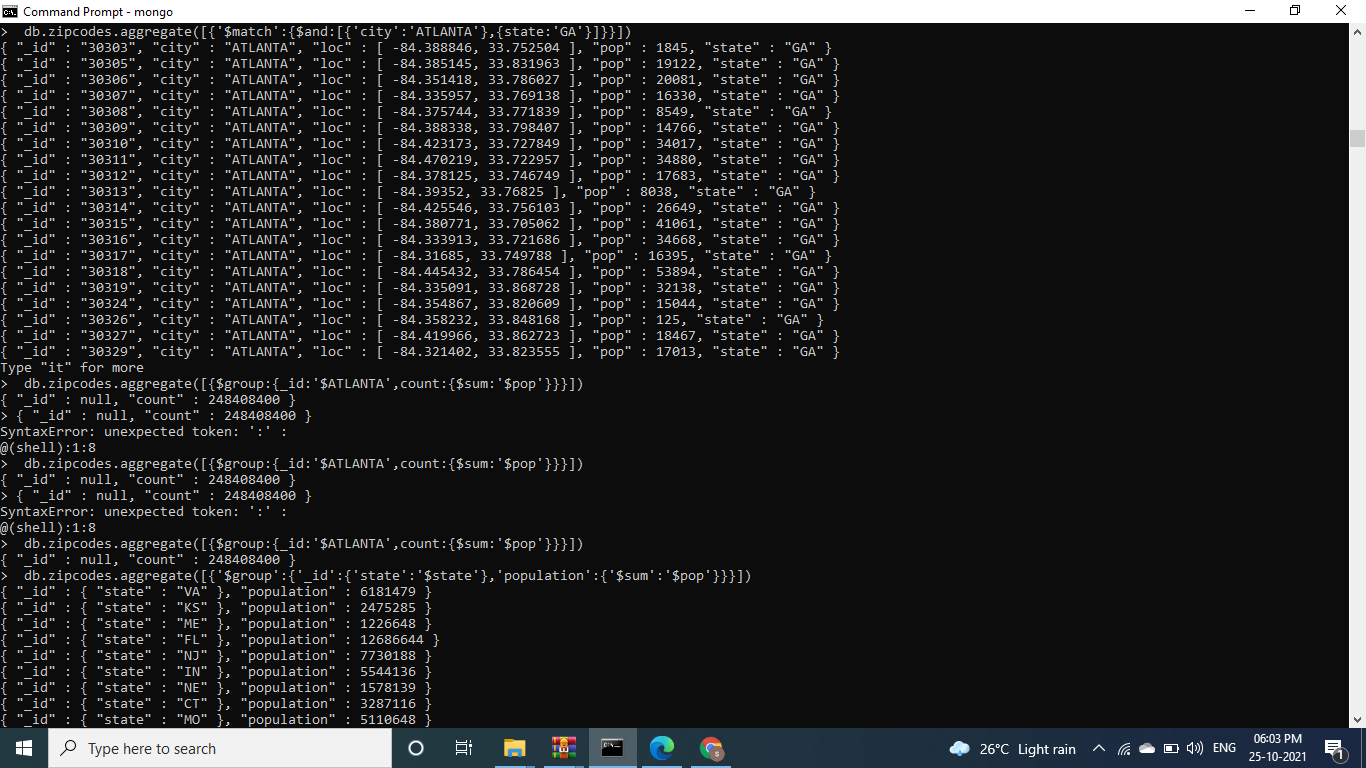 Command Prompt - mongo
>  db.zipcodes.aggregate([{'$match':{$and:[{'city':'ATLANTA'},{state:'GA'}]}}])
{ "_id" : "30303", "city" : "ATLANTA", "loc" : [ -84.388846, 33.752504 ], "pop" : 1845, "state" : "GA" }
{ "_id" : "30305", "city" : "ATLANTA", "loc" : [ -84.385145, 33.831963 ], "pop" : 19122, "state" : "GA" }
{ "_id" : "30306", "city" : "ATLANTA", "loc" : [ -84.351418, 33.786027 ], "pop" : 20081, "state" : "GA" }
{ "_id" : "30307", "city" : "ATLANTA", "loc" : [ -84.335957, 33.769138 ], "pop" : 16330, "state" : "GA" }
{ "_id" : "30308", "city" : "ATLANTA", "loc" : [ -84.375744, 33.771839 ], "pop" : 8549, "state" : "GA" }
{ "_id" : "30309", "city" : "ATLANTA", "loc" : [ -84.388338, 33.798407 ], "pop" : 14766, "state" : "GA" }
{ "_id" : "30310", "city" : "ATLANTA", "loc" : [ -84.423173, 33.727849 ], "pop" : 34017, "state" : "GA" }
{ "_id" : "30311", "city" : "ATLANTA", "loc" : [ -84.470219, 33.722957 ], "pop" : 34880, "state" : "GA" }
{ "_id" : "30312", "city" : "ATLANTA", "loc" : [ -84.378125, 33.746749 ], "pop" : 17683, "state" : "GA" }
{ "_id" : "30313", "city" : "ATLANTA", "loc" : [ -84.39352, 33.76825 ], "pop" : 8038, "state" : "GA" }
{ "_id" : "30314", "city" : "ATLANTA", "loc" : [ -84.425546, 33.756103 ], "pop" : 26649, "state" : "GA" }
{ "_id" : "30315", "city" : "ATLANTA", "loc" : [ -84.380771, 33.705062 ], "pop" : 41061, "state" : "GA" }
{ "_id" : "30316", "city" : "ATLANTA", "loc" : [ -84.333913, 33.721686 ], "pop" : 34668, "state" : "GA" }
{ "_id" : "30317", "city" : "ATLANTA", "loc" : [ -84.31685, 33.749788 ], "pop" : 16395, "state" : "GA" }
{ "_id" : "30318", "city" : "ATLANTA", "loc" : [ -84.445432, 33.786454 ], "pop" : 53894, "state" : "GA" }
{ "_id" : "30319", "city" : "ATLANTA", "loc" : [ -84.335091, 33.868728 ], "pop" : 32138, "state" : "GA" }
{ "_id" : "30324", "city" : "ATLANTA", "loc" : [ -84.354867, 33.820609 ], "pop" : 15044, "state" : "GA" }
{ "_id" : "30326", "city" : "ATLANTA", "loc" : [ -84.358232, 33.848168 ], "pop" : 125, "state" : "GA" }
{ "_id" : "30327", "city" : "ATLANTA", "loc" : [ -84.419966, 33.862723 ], "pop" : 18467, "state" : "GA" }
{ "_id" : "30329", "city" : "ATLANTA", "loc" : [ -84.321402, 33.823555 ], "pop" : 17013, "state" : "GA" }
Type "it" for more
>  db.zipcodes.aggregate([{$group:{_id:'$ATLANTA',count:{$sum:'$pop'}}}])
{ "_id" : null, "count" : 248408400 }
> { "_id" : null, "count" : 248408400 }
SyntaxError: unexpected token: ':' :
@(shell):1:8
>  db.zipcodes.aggregate([{$group:{_id:'$ATLANTA',count:{$sum:'$pop'}}}])
{ "_id" : null, "count" : 248408400 }
> { "_id" : null, "count" : 248408400 }
SyntaxError: unexpected token: ':' :
@(shell):1:8
>  db.zipcodes.aggregate([{$group:{_id:'$ATLANTA',count:{$sum:'$pop'}}}])
{ "_id" : null, "count" : 248408400 }
>  db.zipcodes.aggregate([{'$group':{'_id':{'state':'$state'},'population':{'$sum':'$pop'}}}])
{ "_id" : { "state" : "VA" }, "population" : 6181479 }
{ "_id" : { "state" : "KS" }, "population" : 2475285 }
{ "_id" : { "state" : "ME" }, "population" : 1226648 }
{ "_id" : { "state" : "FL" }, "population" : 12686644 }
{ "_id" : { "state" : "NJ" }, "population" : 7730188 }
{ "_id" : { "state" : "IN" }, "population" : 5544136 }
{ "_id" : { "state" : "NE" }, "population" : 1578139 }
{ "_id" : { "state" : "CT" }, "population" : 3287116 }
{ "_id" : { "state" : "MO" }, "population" : 5110648 }
Type here to search
26°C Light rain
ENG
06:03 PM
25-10-2021
1